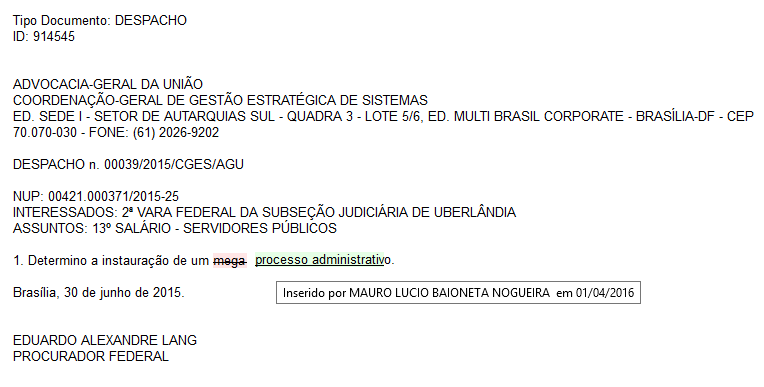 Tipo Documento: DESPACHO
ID: 914545
ADVOCACIA-GERAL DA UNIÃO
COORDENAÇÃO-GERAL DE GESTÃO ESTRATÉGICA DE SISTEMAS
ED. SEDE I - SETOR DE AUTARQUIAS SUL - QUADRA 3 - LOTE 5/6, ED. MULTI BRASIL CORPORATE - BRASÍLIA-DF - CEP
70.070-030 - FONE: (61) 2026-9202
DESPACHO n. 00039/2015/CGES/AGU
NUP: 00421.000371/2015-25
INTERESSADOS: 2ª VARA FEDERAL DA SUBSEÇÃO JUDICIÁRIA DE UBERLÂNDIA
ASSUNTOS: 13º SALÁRIO - SERVIDORES PÚBLICOS
1. Determino a instauração de um mega processo administrativo.
Brasília, 30 de junho de 2015.
Inserido por MAURO LUCIO BAIONETA NOGUEIRA em 01/04/2016
EDUARDO ALEXANDRE LANG
PROCURADOR FEDERAL